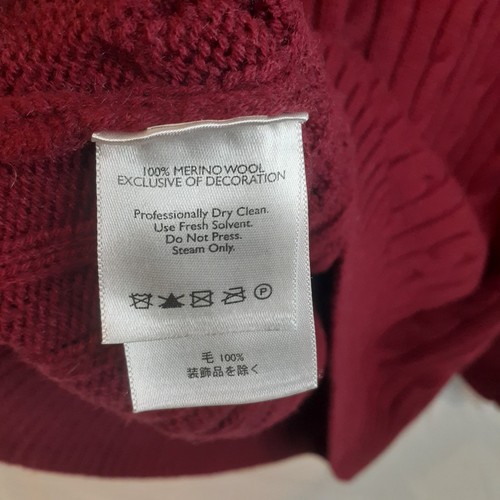 100% MERINO WOOL
EXCLUSIVE OF DECORATION
Professionally Dry Clean.
Use Fresh Solvent.
Do Not Press.
Steam Only.
P
毛 100%
装飾品を除く